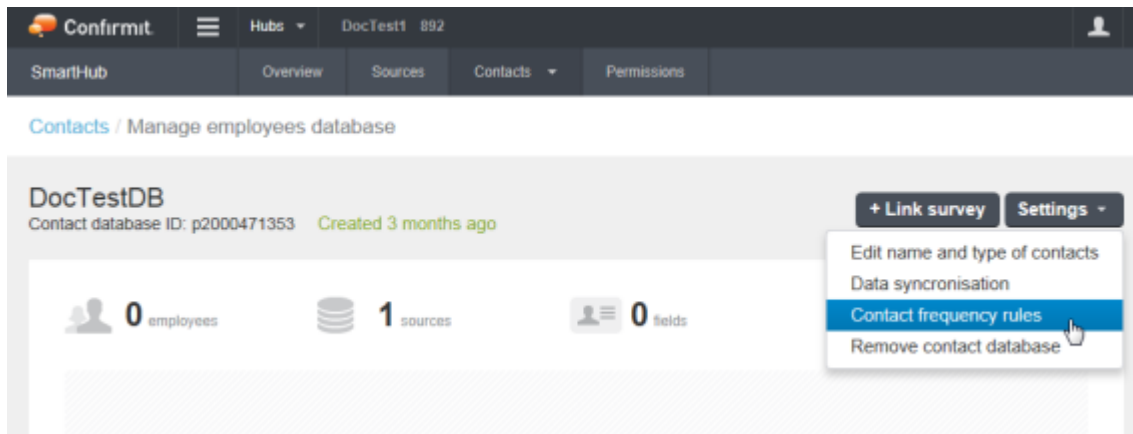 Confirmit. Hubs DocTest1 892
SmartHub Overview Sources Contacts Permissions
Contacts / Manage employees database
DocTestDB
Contact database ID: p2000471353 Created 3 months ago
+ Link survey Settings
Edit name and type of contacts
Data syncronisation
Contact frequency rules
Remove contact database
0 employees 1 sources 0 fields